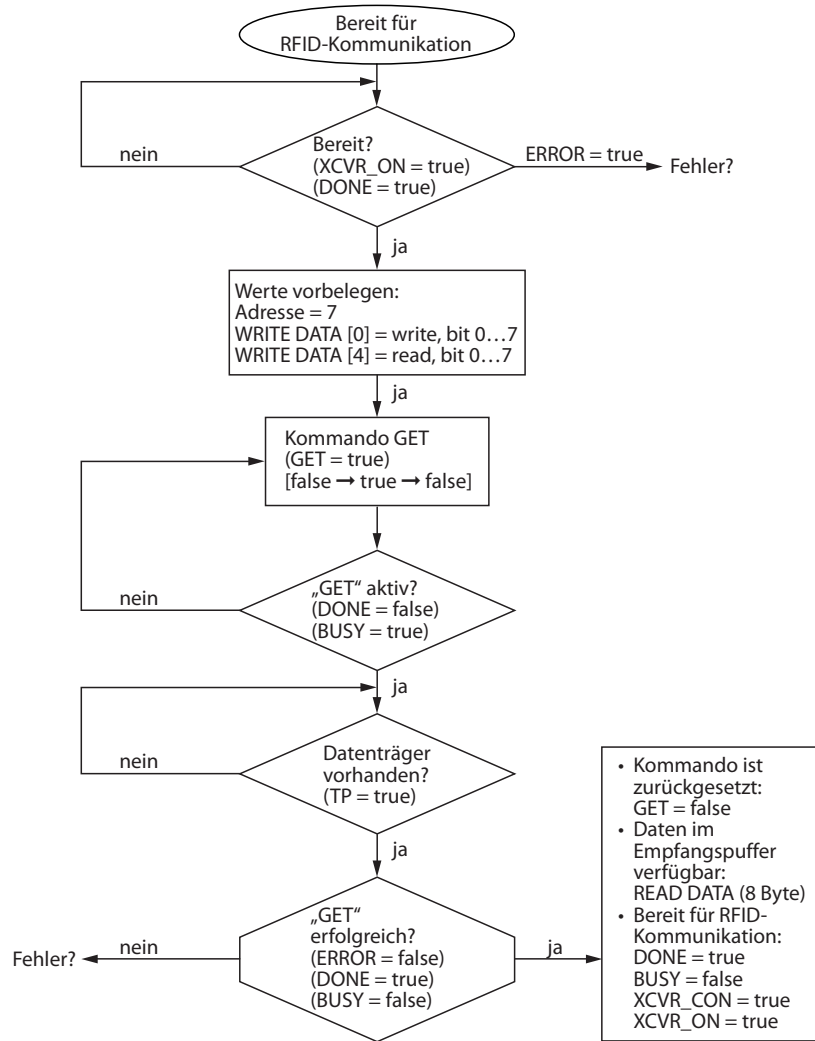 Bereit für
RFID-Kommunikation
nein
Bereit?
(XCVR_ON = true)
(DONE = true)
ERROR = true
Fehler?
ja
Werte vorbelegen:
Adresse = 7
WRITE DATA [0] = write, bit 0…7
WRITE DATA [4] = read, bit 0…7
ja
Kommando GET
(GET = true)
[false → true → false]
nein
„GET“ aktiv?
(DONE = false)
(BUSY = true)
ja
nein
Datenträger
vorhanden?
(TP = true)
ja
Fehler?
nein
„GET“
erfolgreich?
(ERROR = false)
(DONE = true)
(BUSY = false)
ja
• Kommando ist
zurückgesetzt:
GET = false
• Daten im
Empfangspuffer
verfügbar:
READ DATA (8 Byte)
• Bereit für RFID-
Kommunikation:
DONE = true
BUSY = false
XCVR_CON = true
XCVR_ON = true